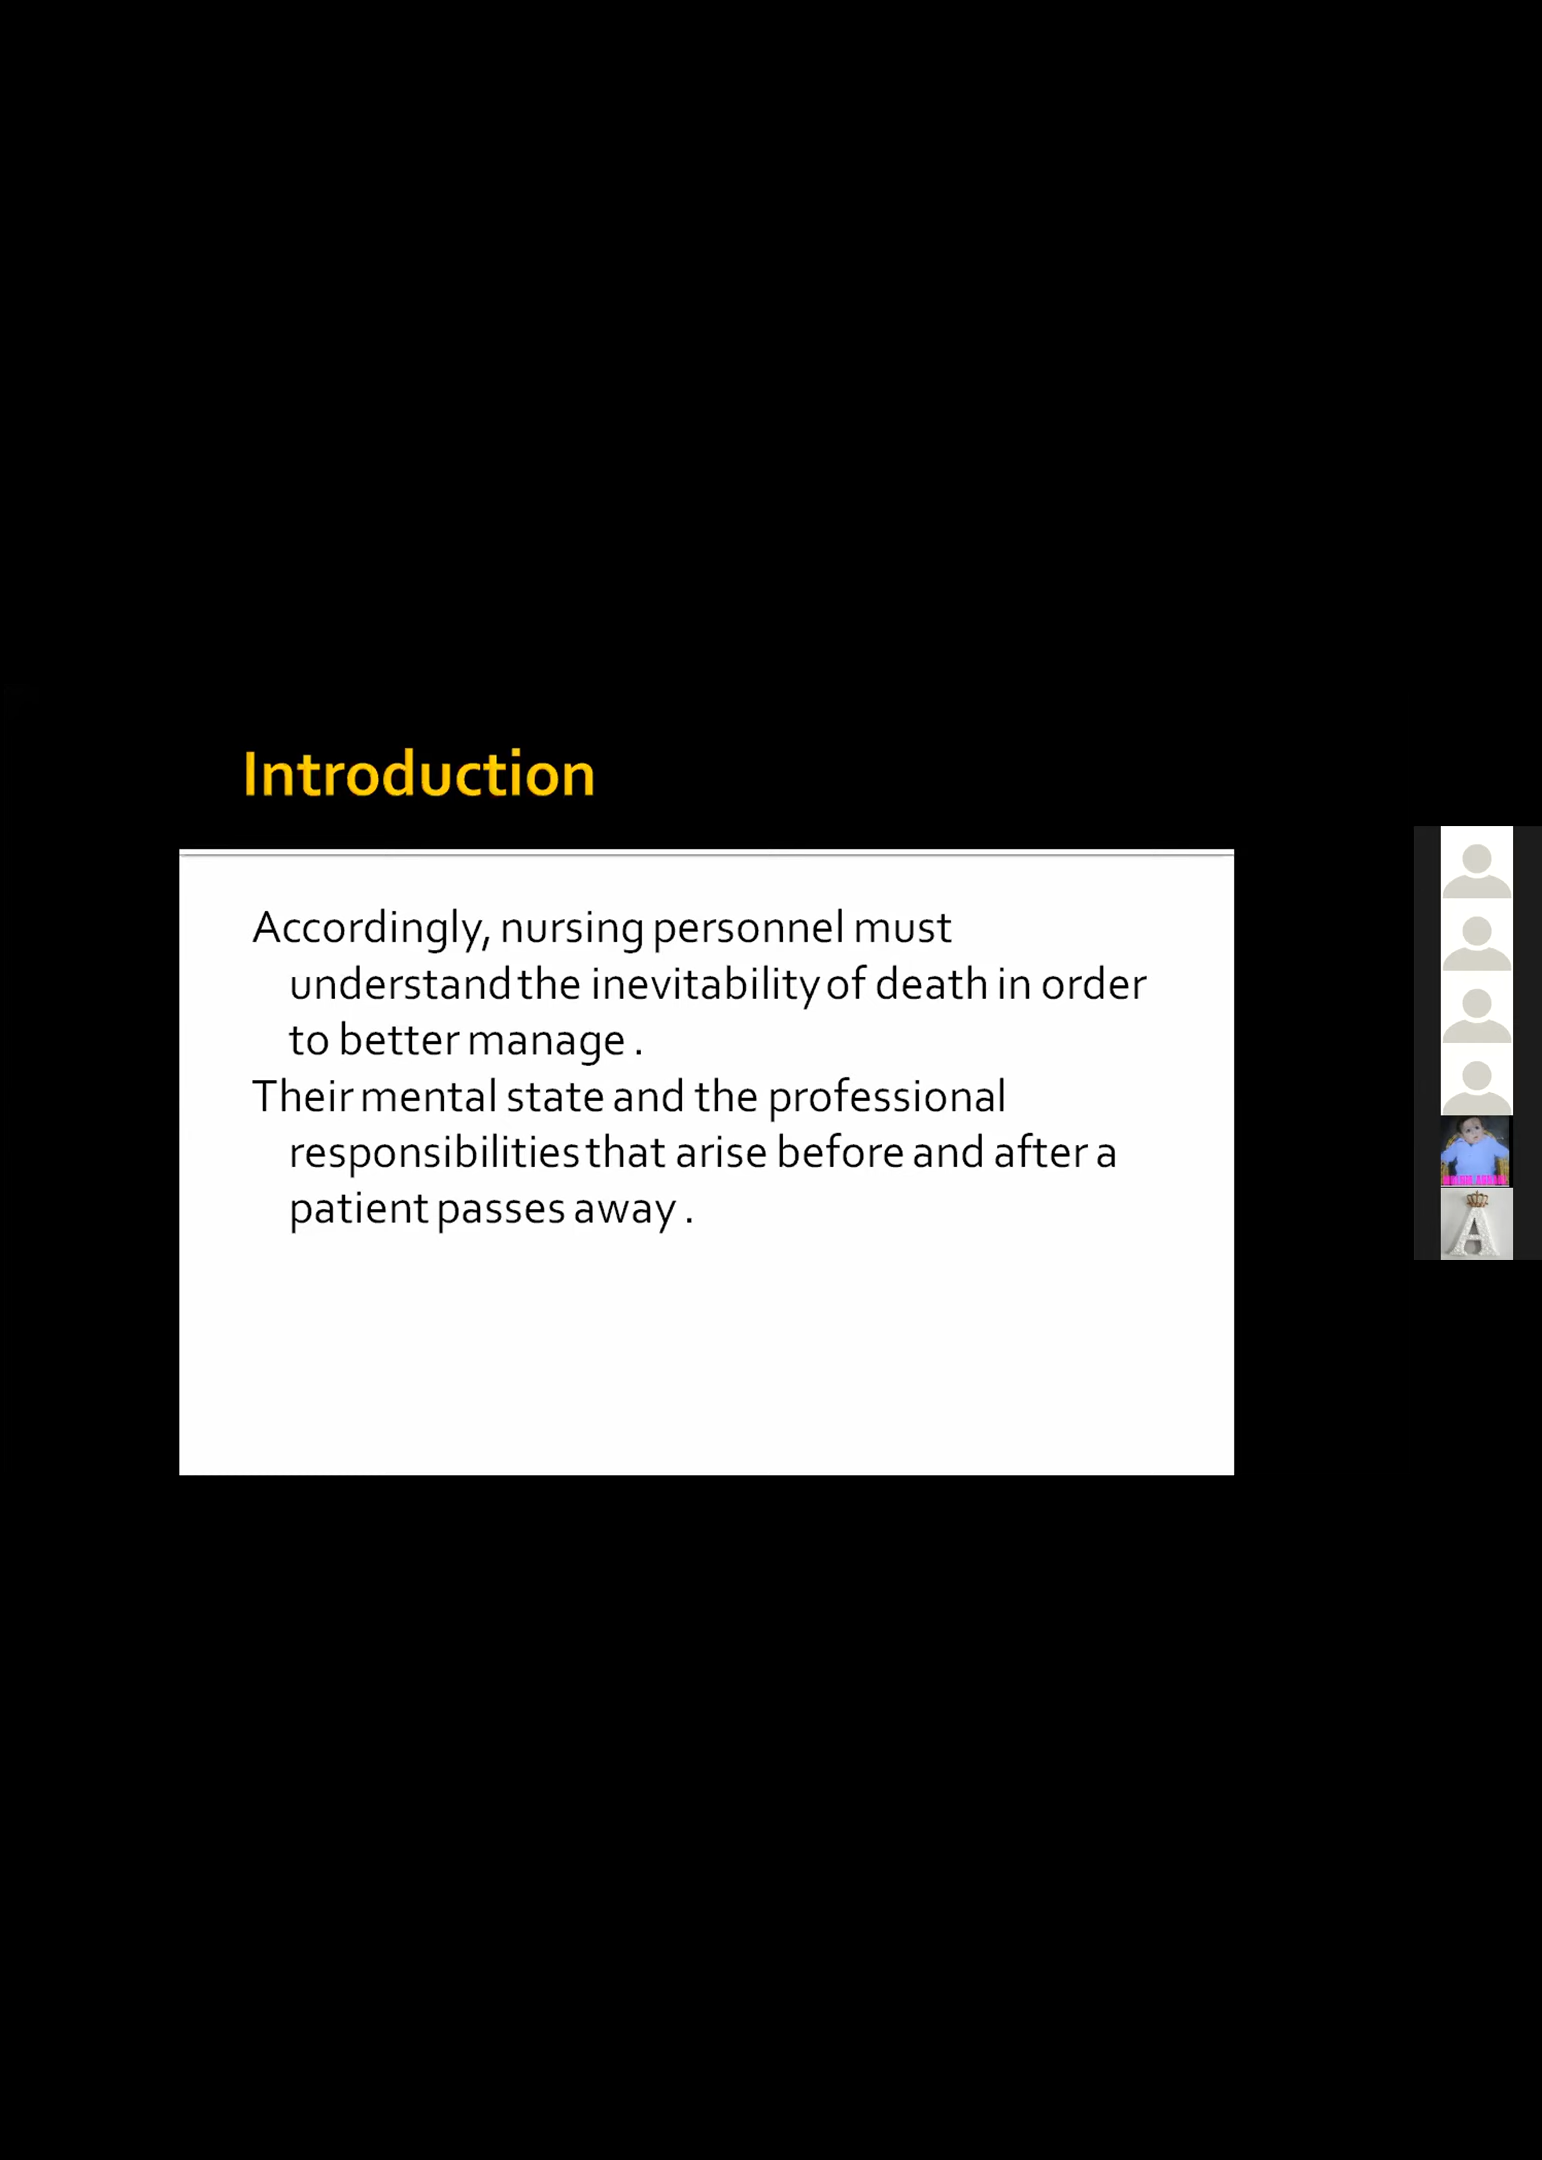 Introduction
Accordingly, nursing personnel must
understand the inevitability of death in order
to better manage .
Their mental state and the professional
responsibilities that arise before and after a
patient passes away .
A